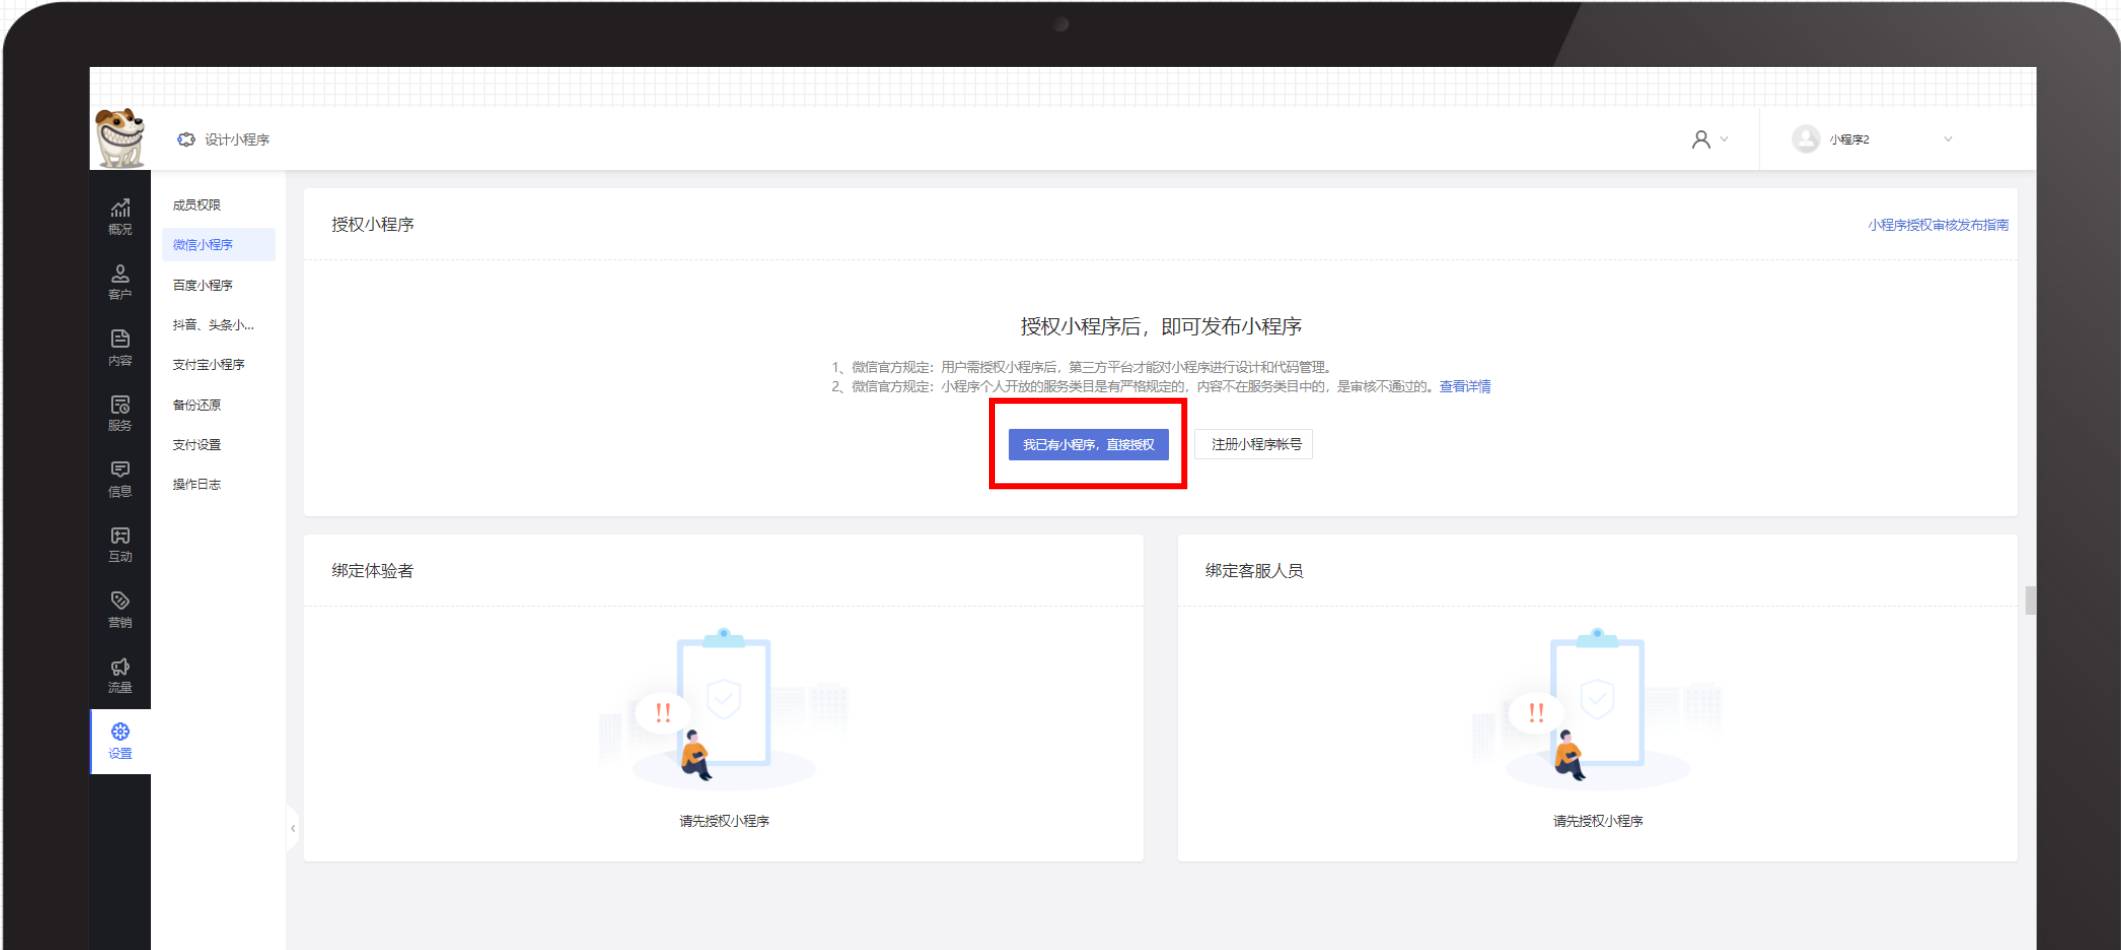 设计小程序
小程序2
概况
客户
内容
服务
信息
互动
营销
流量
设置
成员权限
微信小程序
百度小程序
抖音、头条小...
支付宝小程序
备份还原
支付设置
操作日志
授权小程序
小程序授权审核发布指南
授权小程序后，即可发布小程序
1、微信官方规定：用户需授权小程序后，第三方平台才能对小程序进行设计和代码管理。
2、微信官方规定：小程序个人开放的服务类目是有严格规定的，内容不在服务类目中的，是审核不通过的。查看详情
我已有小程序，直接授权
注册小程序帐号
绑定体验者
!!
请先授权小程序
绑定客服人员
!!
请先授权小程序